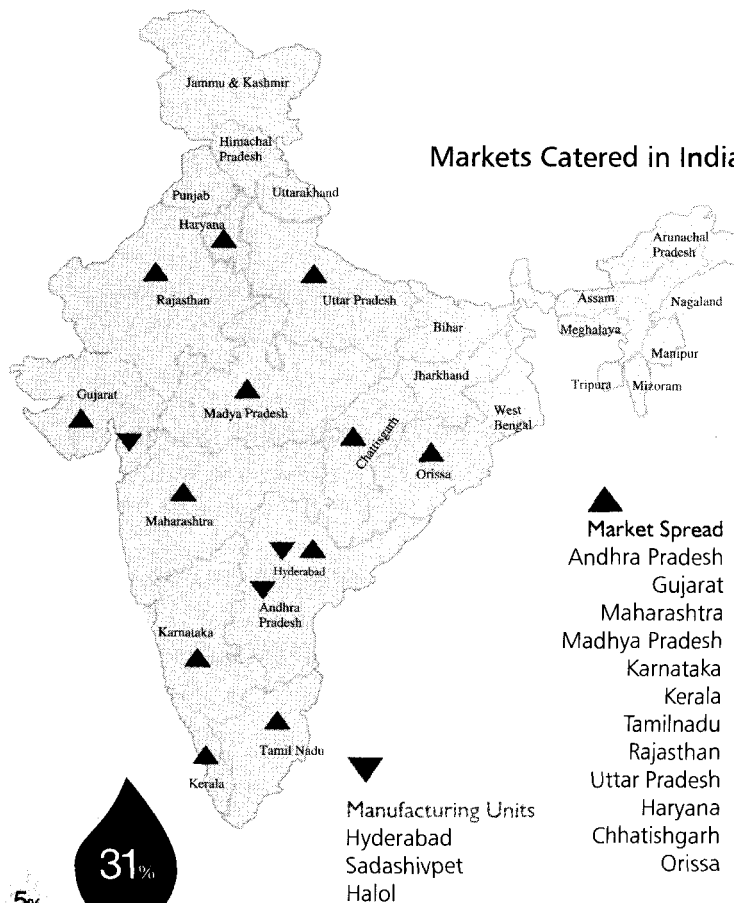 Jammu & Kashmir
Himachal
Pradesh
Markets Catered in India
Punjab
Uttarakhand
Haryana
Arunachal
Pradesh
Rajasthan
Uttar Pradesh
Assam
Nagaland
Bihar
Meghalaya
Manipur
Jharkhand
Tripura
Mizoram
Gujarat
Madya Pradesh
West
Bengal
Chattisgarh
Orissa
Maharashtra
Hyderabad
Andhra
Pradesh
Karnataka
Tamil Nadu
Kerala
Market Spread
Andhra Pradesh
Gujarat
Maharashtra
Madhya Pradesh
Karnataka
Kerala
Tamilnadu
Rajasthan
Uttar Pradesh
Haryana
Chhatishgarh
Orissa
Manufacturing Units
Hyderabad
Sadashivpet
Halol
31%
5%